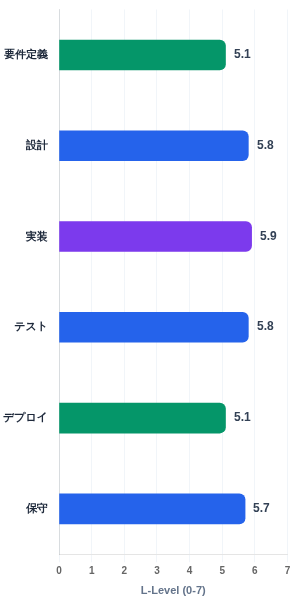 要件定義 5.1
設計 5.8
実装 5.9
テスト 5.8
デプロイ 5.1
保守 5.7
0 1 2 3 4 5 6 7
L-Level (0-7)